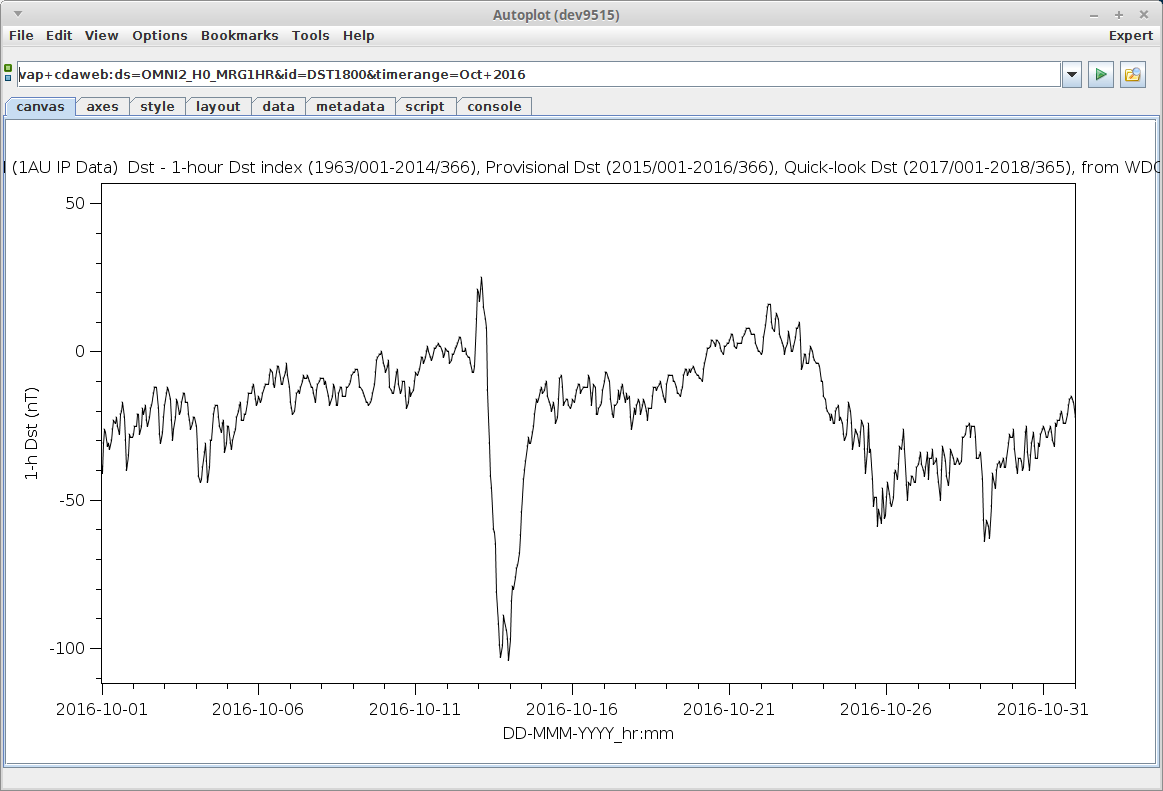 Autoplot (dev9515)
File Edit View Options Bookmarks Tools Help Expert
vap+cdaweb:ds=OMNI2_H0_MRG1HR&id=DST1800&timerange=Oct+2016
canvas axes style layout data metadata script console
(1AU IP Data) Dst - 1-hour Dst index (1963/001-2014/366), Provisional Dst (2015/001-2016/366), Quick-look Dst (2017/001-2018/365), from WDC
50
0
-50
-100
1-h Dst (nT)
2016-10-01 2016-10-06 2016-10-11 2016-10-16 2016-10-21 2016-10-26 2016-10-31
DD-MMM-YYYY_hr:mm